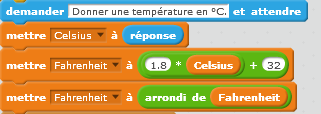 demander Donner une température en °C. et attendre
mettre Celsius à réponse
mettre Fahrenheit à 1.8 * Celsius + 32
mettre Fahrenheit à arrondi de Fahrenheit